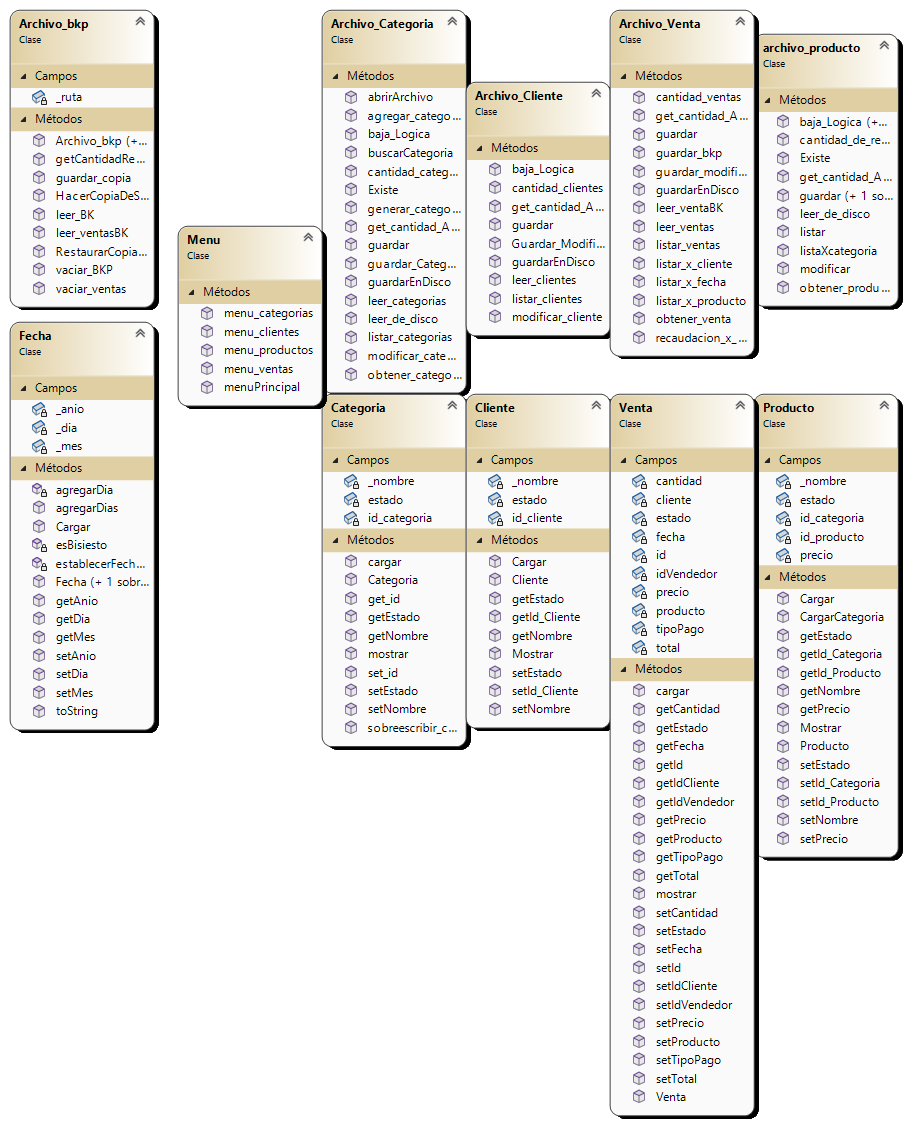 Archivo_bkp
Clase
Campos
_ruta
Métodos
Archivo_bkp (+...
getCantidadRe...
guardar_copia
HacerCopiaDeS...
leer_BK
leer_ventasBK
RestaurarCopia...
vaciar_BKP
vaciar_ventas
Fecha
Clase
Campos
_anio
_dia
_mes
Métodos
agregarDia
agregarDias
Cargar
esBisiesto
establecerFech...
Fecha (+ 1 sobr...
getAnio
getDia
getMes
setAnio
setDia
setMes
toString
Menu
Clase
Métodos
menu_categorias
menu_clientes
menu_productos
menu_ventas
menuPrincipal
Archivo_Categoria
Clase
Métodos
abrirArchivo
agregar_catego...
baja_Logica
buscarCategoria
cantidad_categ...
Existe
generar_catego...
get_cantidad_A...
guardar
guardar_Categ...
guardarEnDisco
leer_categorias
leer_de_disco
listar_categorias
modificar_cate...
obtener_catego...
Categoria
Clase
Campos
_nombre
estado
id_categoria
Métodos
cargar
Categoria
get_id
getEstado
getNombre
mostrar
set_id
setEstado
setNombre
sobreescribir_c...
Archivo_Cliente
Clase
Métodos
baja_Logica
cantidad_clientes
get_cantidad_A...
guardar
Guardar_Modifi...
guardarEnDisco
leer_clientes
listar_clientes
modificar_cliente
Cliente
Clase
Campos
_nombre
estado
id_cliente
Métodos
Cargar
Cliente
getEstado
getId_Cliente
getNombre
Mostrar
setEstado
setId_Cliente
setNombre
Archivo_Venta
Clase
Métodos
cantidad_ventas
get_cantidad_A...
guardar
guardar_bkp
guardar_modifi...
guardarEnDisco
leer_ventaBK
leer_ventas
listar_ventas
listar_x_cliente
listar_x_fecha
listar_x_producto
obtener_venta
recaudacion_x_...
Venta
Clase
Campos
cantidad
cliente
estado
fecha
id
idVendedor
precio
producto
tipoPago
total
Métodos
cargar
getCantidad
getEstado
getFecha
getId
getIdCliente
getIdVendedor
getPrecio
getProducto
getTipoPago
getTotal
mostrar
setCantidad
setEstado
setFecha
setId
setIdCliente
setIdVendedor
setPrecio
setProducto
setTipoPago
setTotal
Venta
archivo_producto
Clase
Métodos
baja_Logica (+...
cantidad_de_re...
Existe
get_cantidad_A...
guardar (+ 1 so...
leer_de_disco
listar
listaXcategoria
modificar
obtener_produ...
Producto
Clase
Campos
_nombre
estado
id_categoria
id_producto
precio
Métodos
Cargar
CargarCategoria
getEstado
getId_Categoria
getId_Producto
getNombre
getPrecio
Mostrar
Producto
setEstado
setId_Categoria
setId_Producto
setNombre
setPrecio